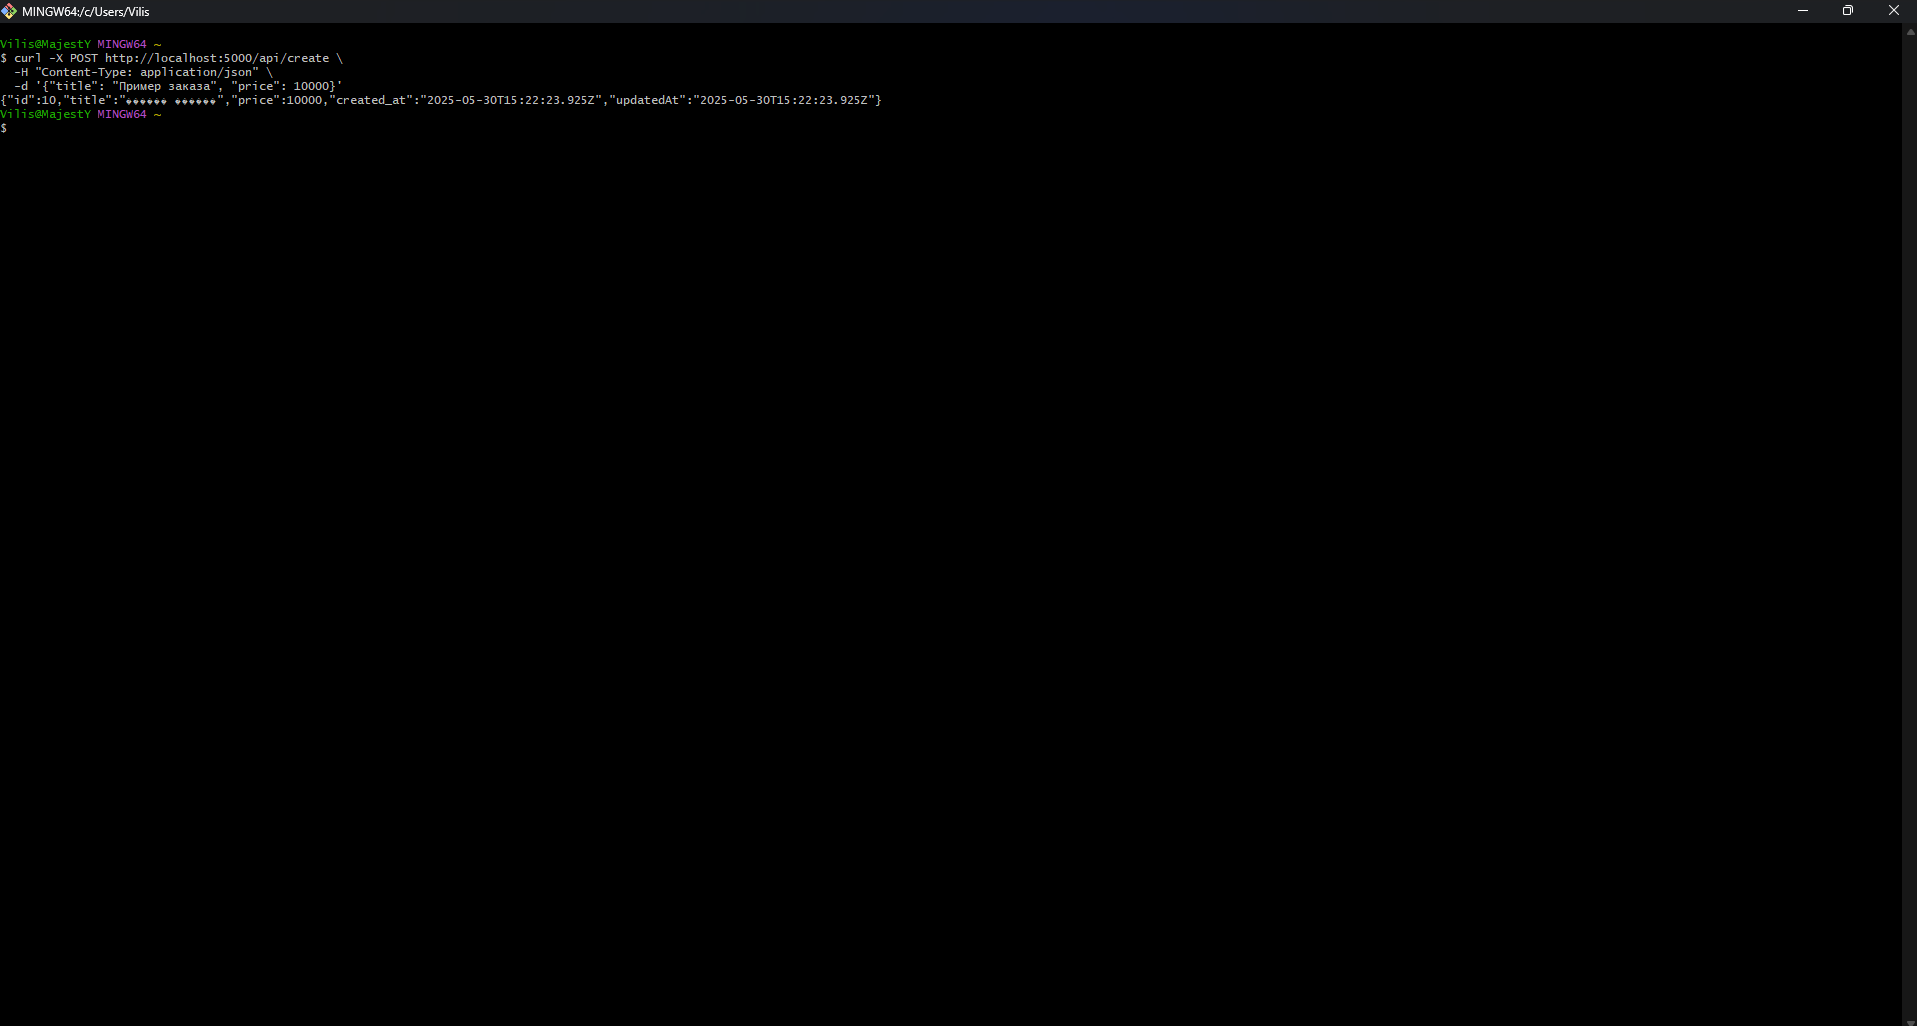 MINGW64:/c/Users/Vilis
Vilis@MajestY MINGW64 ~
$ curl -X POST http://localhost:5000/api/create \
-H "Content-Type: application/json" \
-d '{"title": "Пример заказа", "price": 10000}'
{"id":10,"title":"������ ������","price":10000,"created_at":"2025-05-30T15:22:23.925Z","updatedAt":"2025-05-30T15:22:23.925Z"}
Vilis@MajestY MINGW64 ~
$